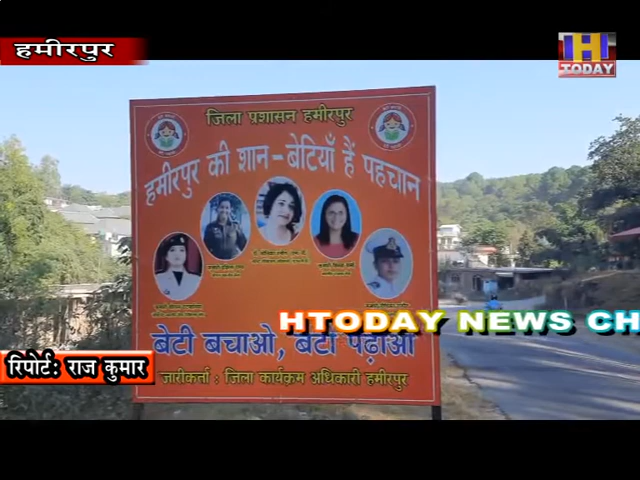 हमीरपुर
H
TODAY
जिला प्रशासन हमीरपुर
हमीरपुर की शान-बेटियाँ हैं पहचान
HTODAY NEWS CH
बेटी बचाओ, बेटी पढ़ाओ
रिपोर्ट: राज कुमार
जारीकर्ता : जिला कार्यक्रम अधिकारी हमीरपुर